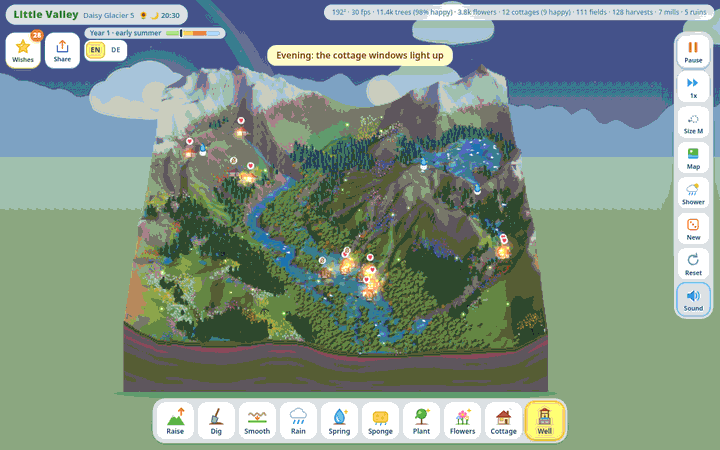 Little Valley Daisy Glacier 5 20:30
192² · 30 fps · 11.4k trees (98% happy) · 3.8k flowers · 12 cottages (9 happy) · 111 fields · 128 harvests · 7 mills · 5 ruins
Year 1 · early summer
28
Wishes
Share
EN
DE
Evening: the cottage windows light up
Pause
1x
Size M
Map
Shower
New
Reset
Sound
Raise
Dig
Smooth
Rain
Spring
Sponge
Plant
Flowers
Cottage
Well